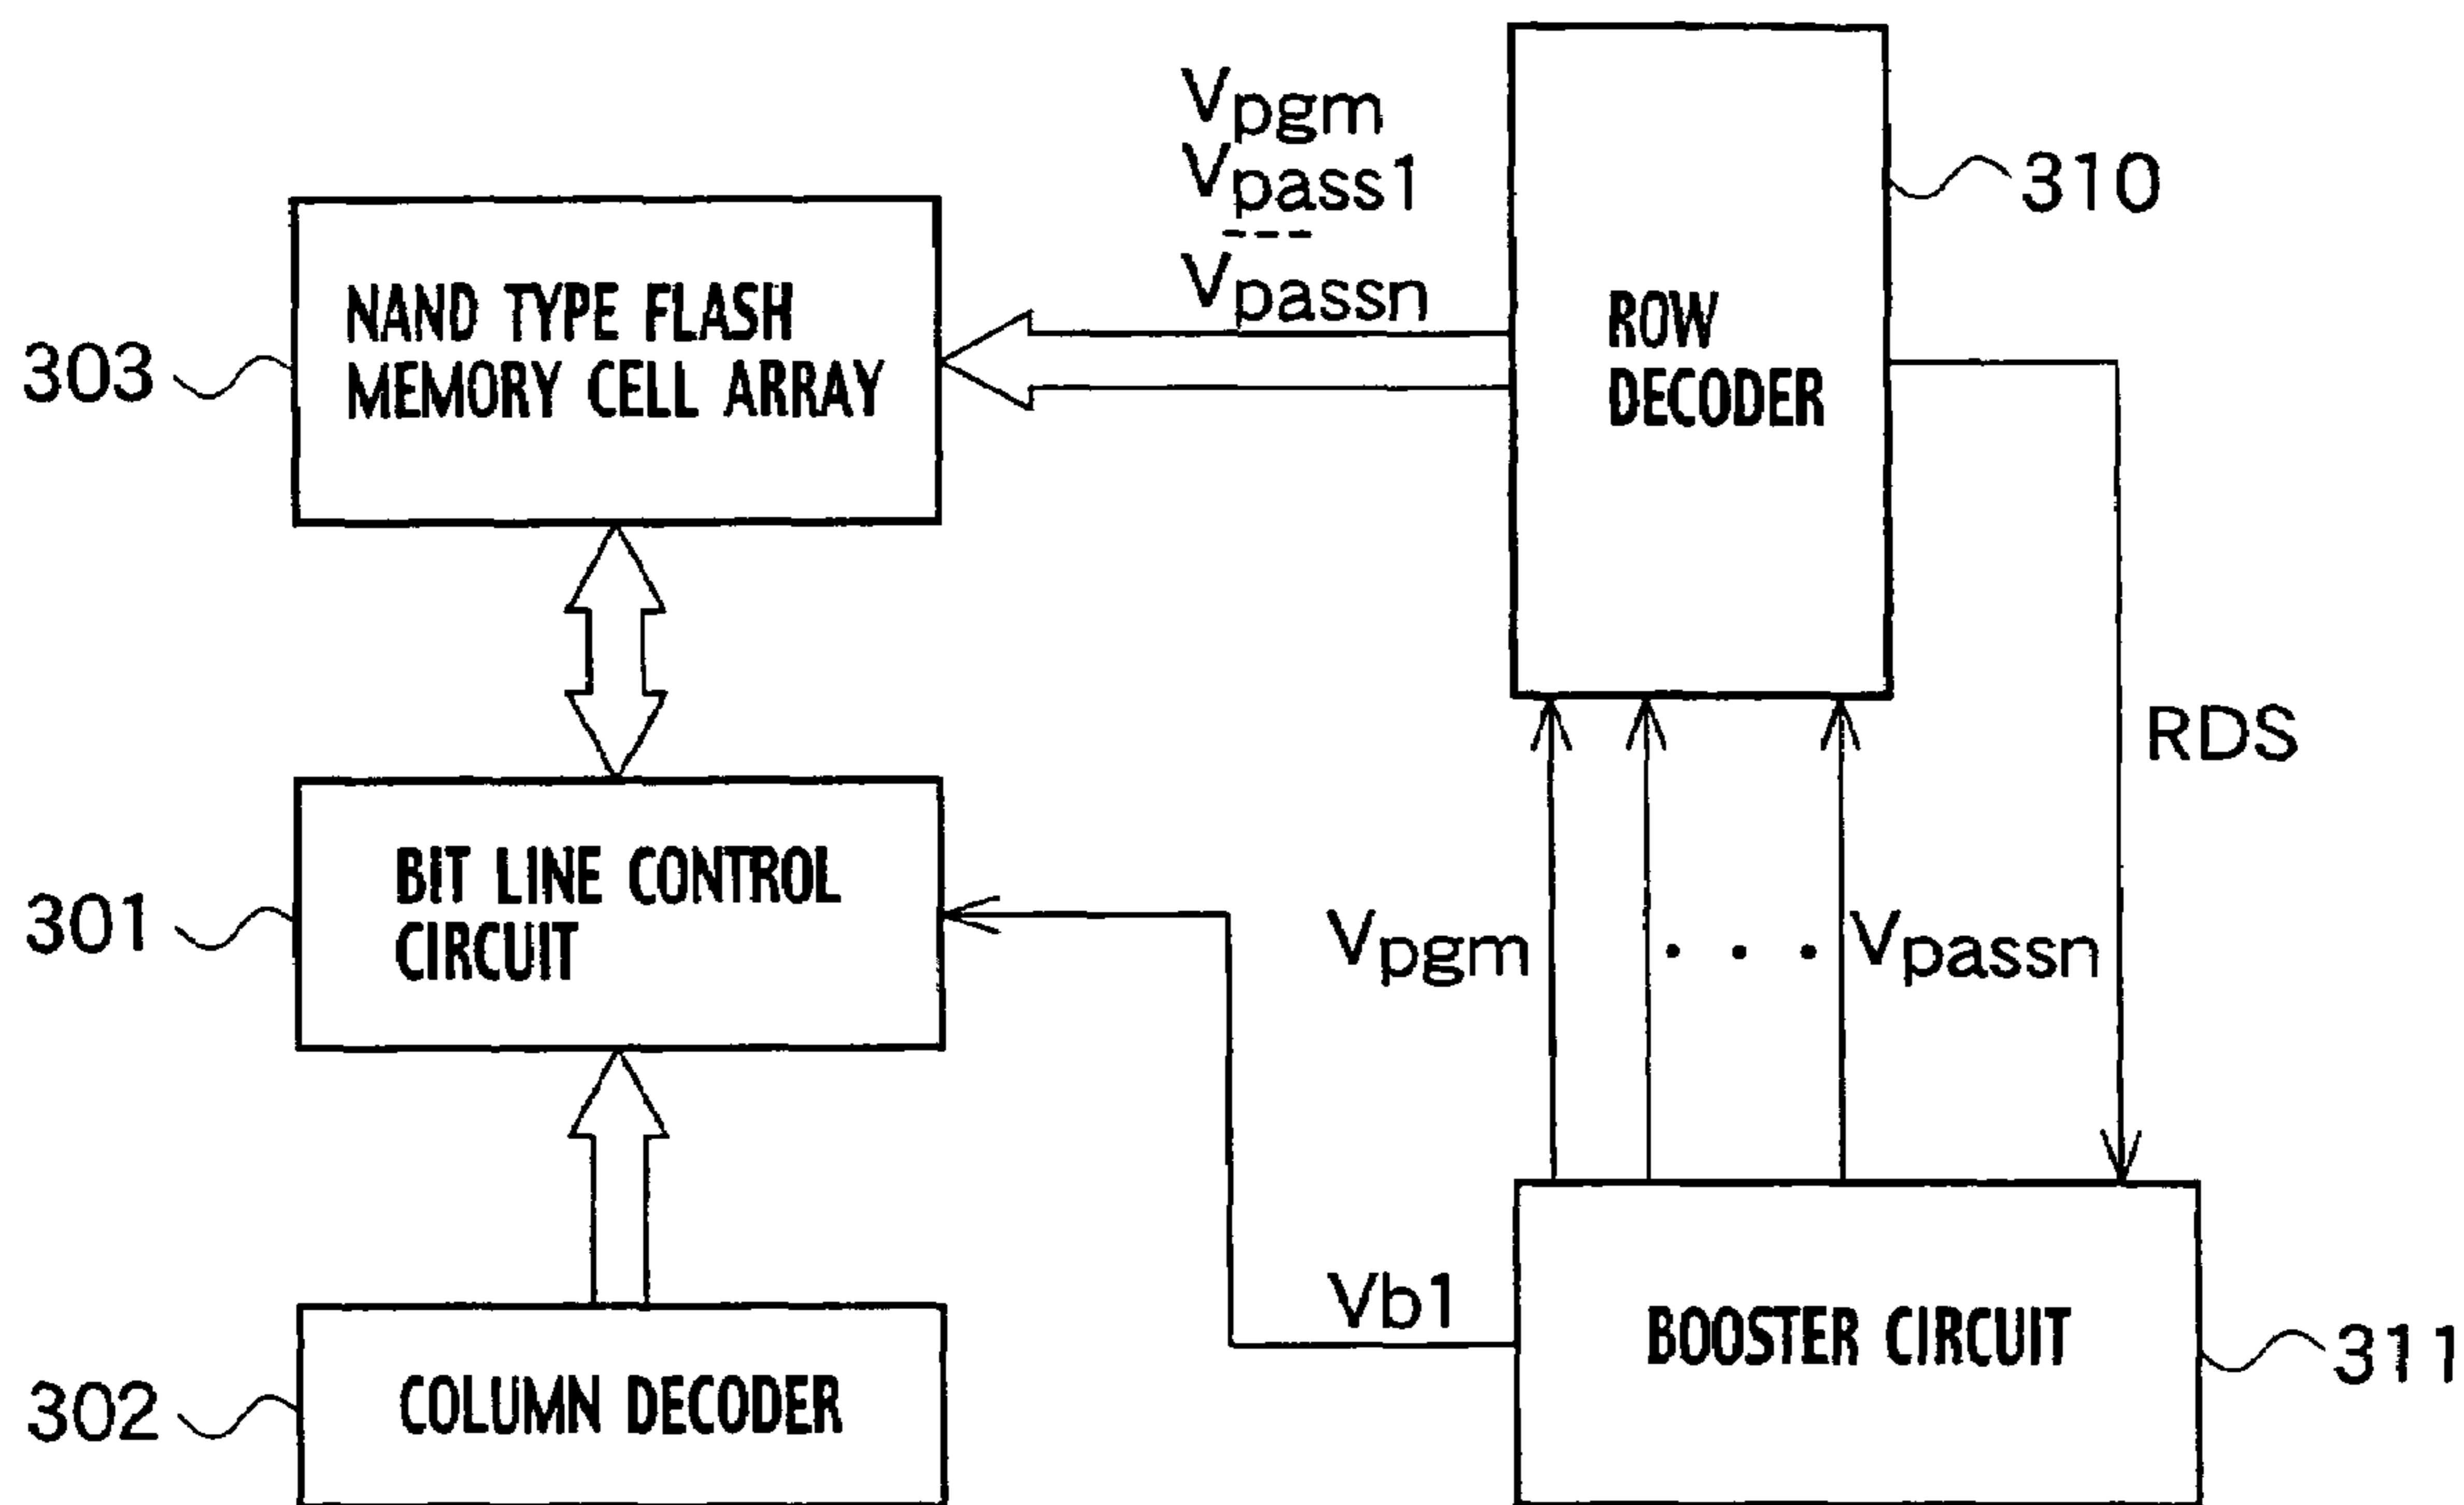 Vpgm
Vpass1
---
Vpassn
310
NAND TYPE FLASH
MEMORY CELL ARRAY
303
ROW
DECODER
RDS
BIT LINE CONTROL
CIRCUIT
301
Vpgm
. . .
Vpassn
Vb1
BOOSTER CIRCUIT
311
COLUMN DECODER
302